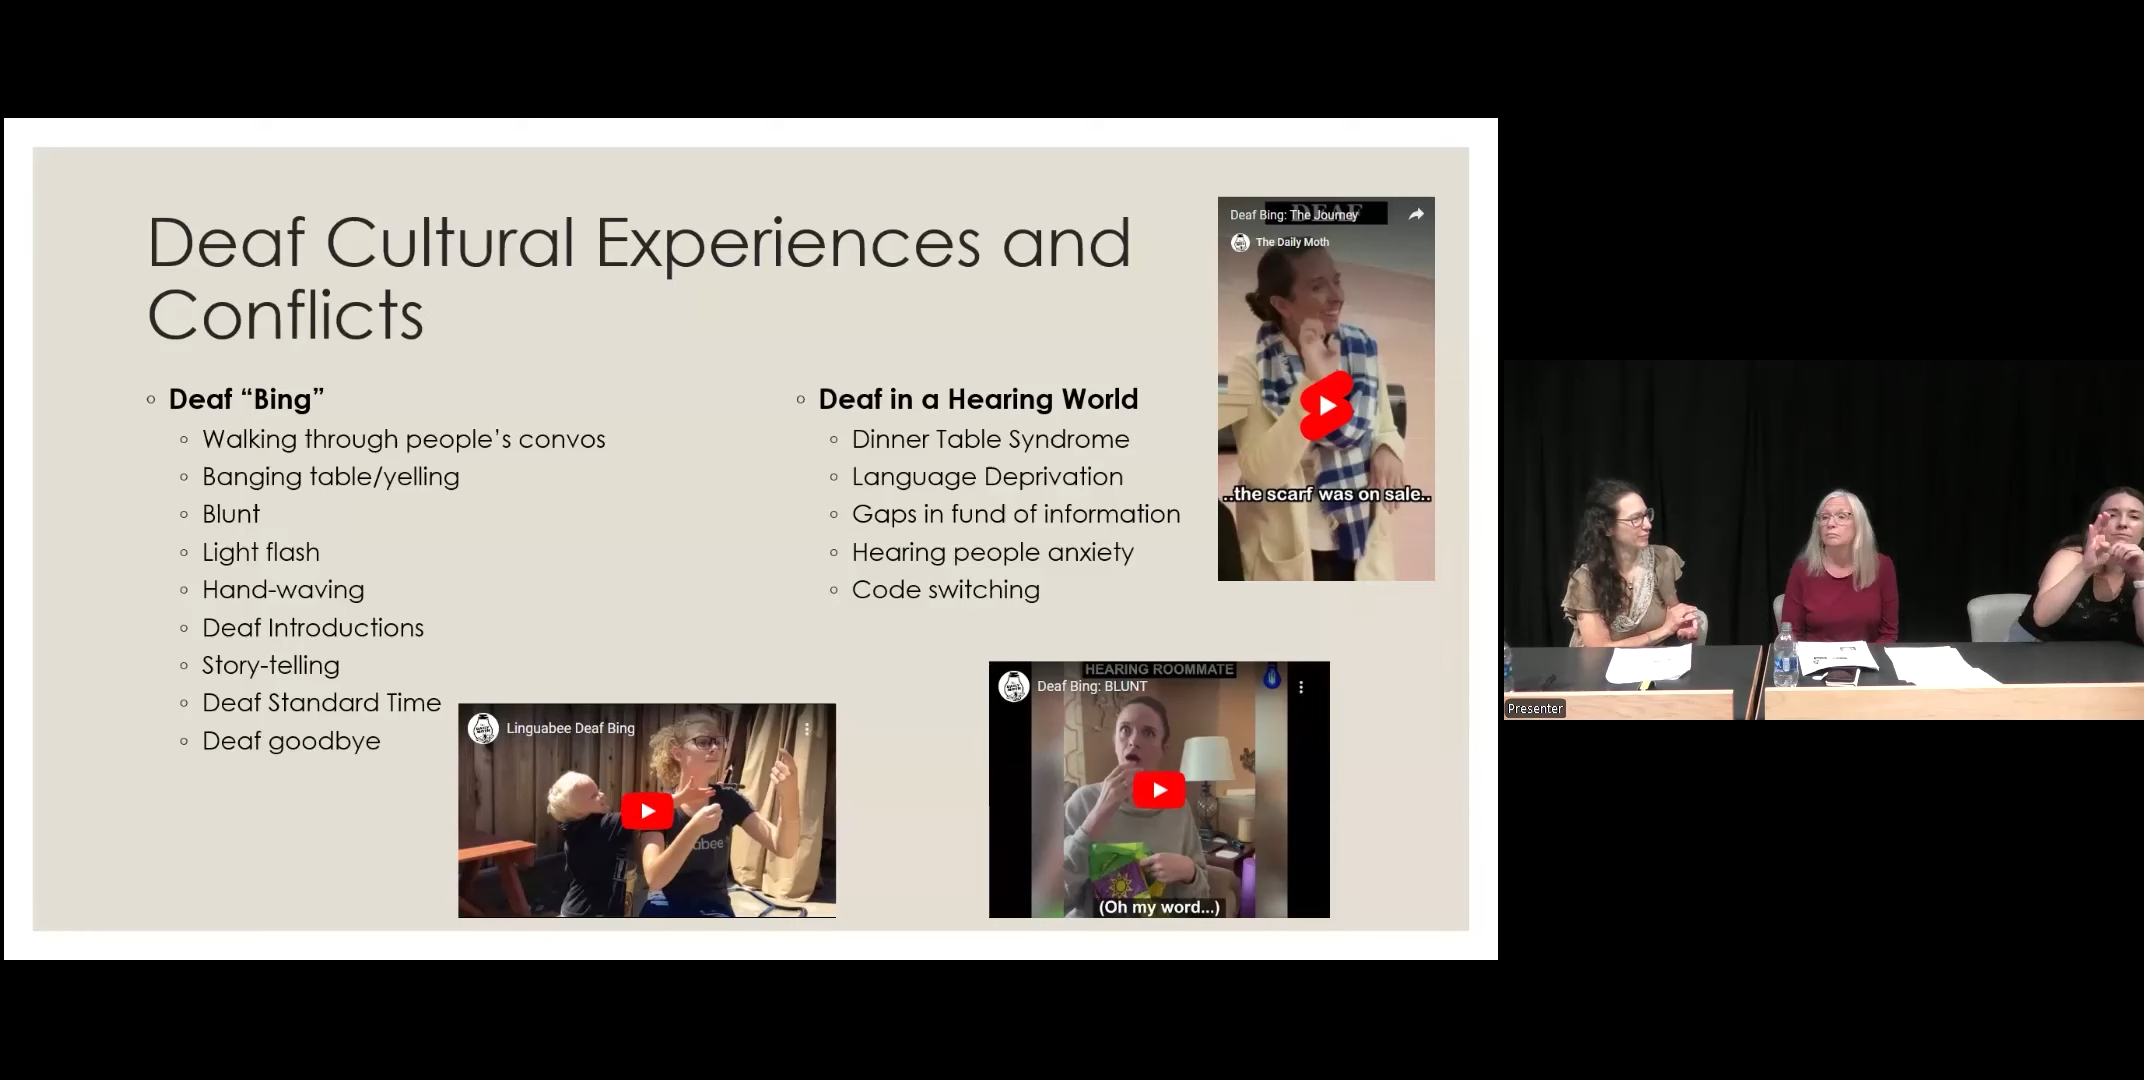 Deaf Cultural Experiences and
Conflicts
Deaf “Bing”
Walking through people’s convos
Banging table/yelling
Blunt
Light flash
Hand-waving
Deaf Introductions
Story-telling
Deaf Standard Time
Deaf goodbye
Deaf in a Hearing World
Dinner Table Syndrome
Language Deprivation
Gaps in fund of information
Hearing people anxiety
Code switching
DEAF
Deaf Bing: The Journey
The Daily Moth
..the scarf was on sale..
Linguabee Deaf Bing
HEARING ROOMMATE
Deaf Bing: BLUNT
(Oh my word...)
Presenter